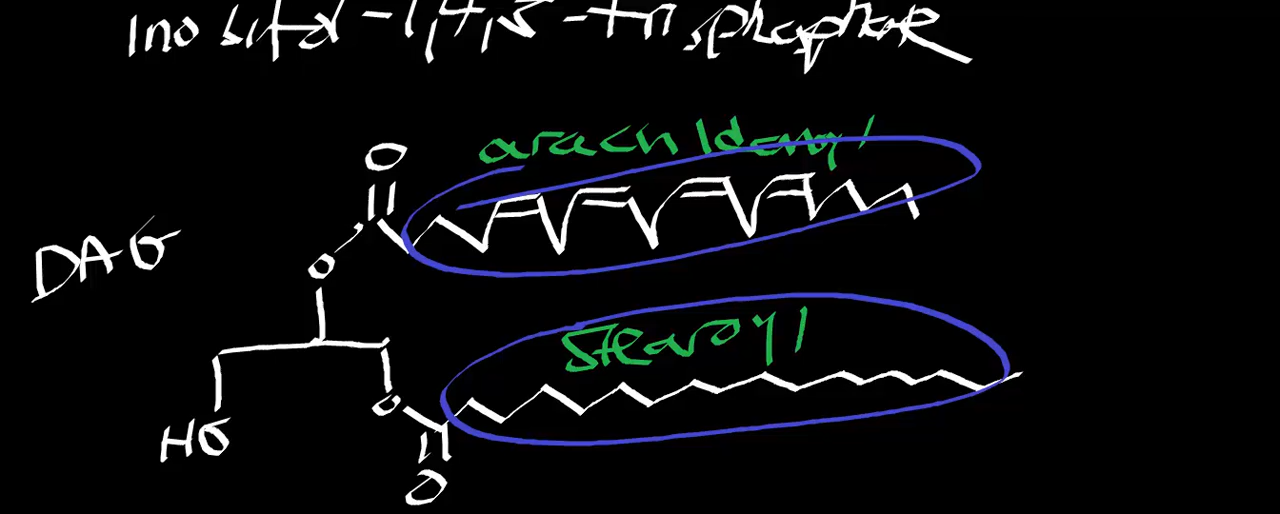 Inositol-1,4,5-trisphosphate
arachidonyl
O
DAG
O
stearoyl
O
HO
O